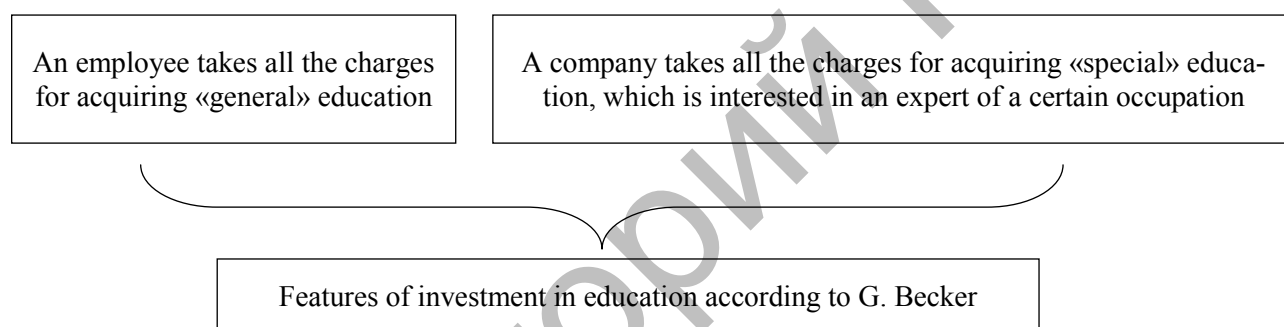 An employee takes all the charges
for acquiring «general» education
A company takes all the charges for acquiring «special» educa-
tion, which is interested in an expert of a certain occupation
Features of investment in education according to G. Becker